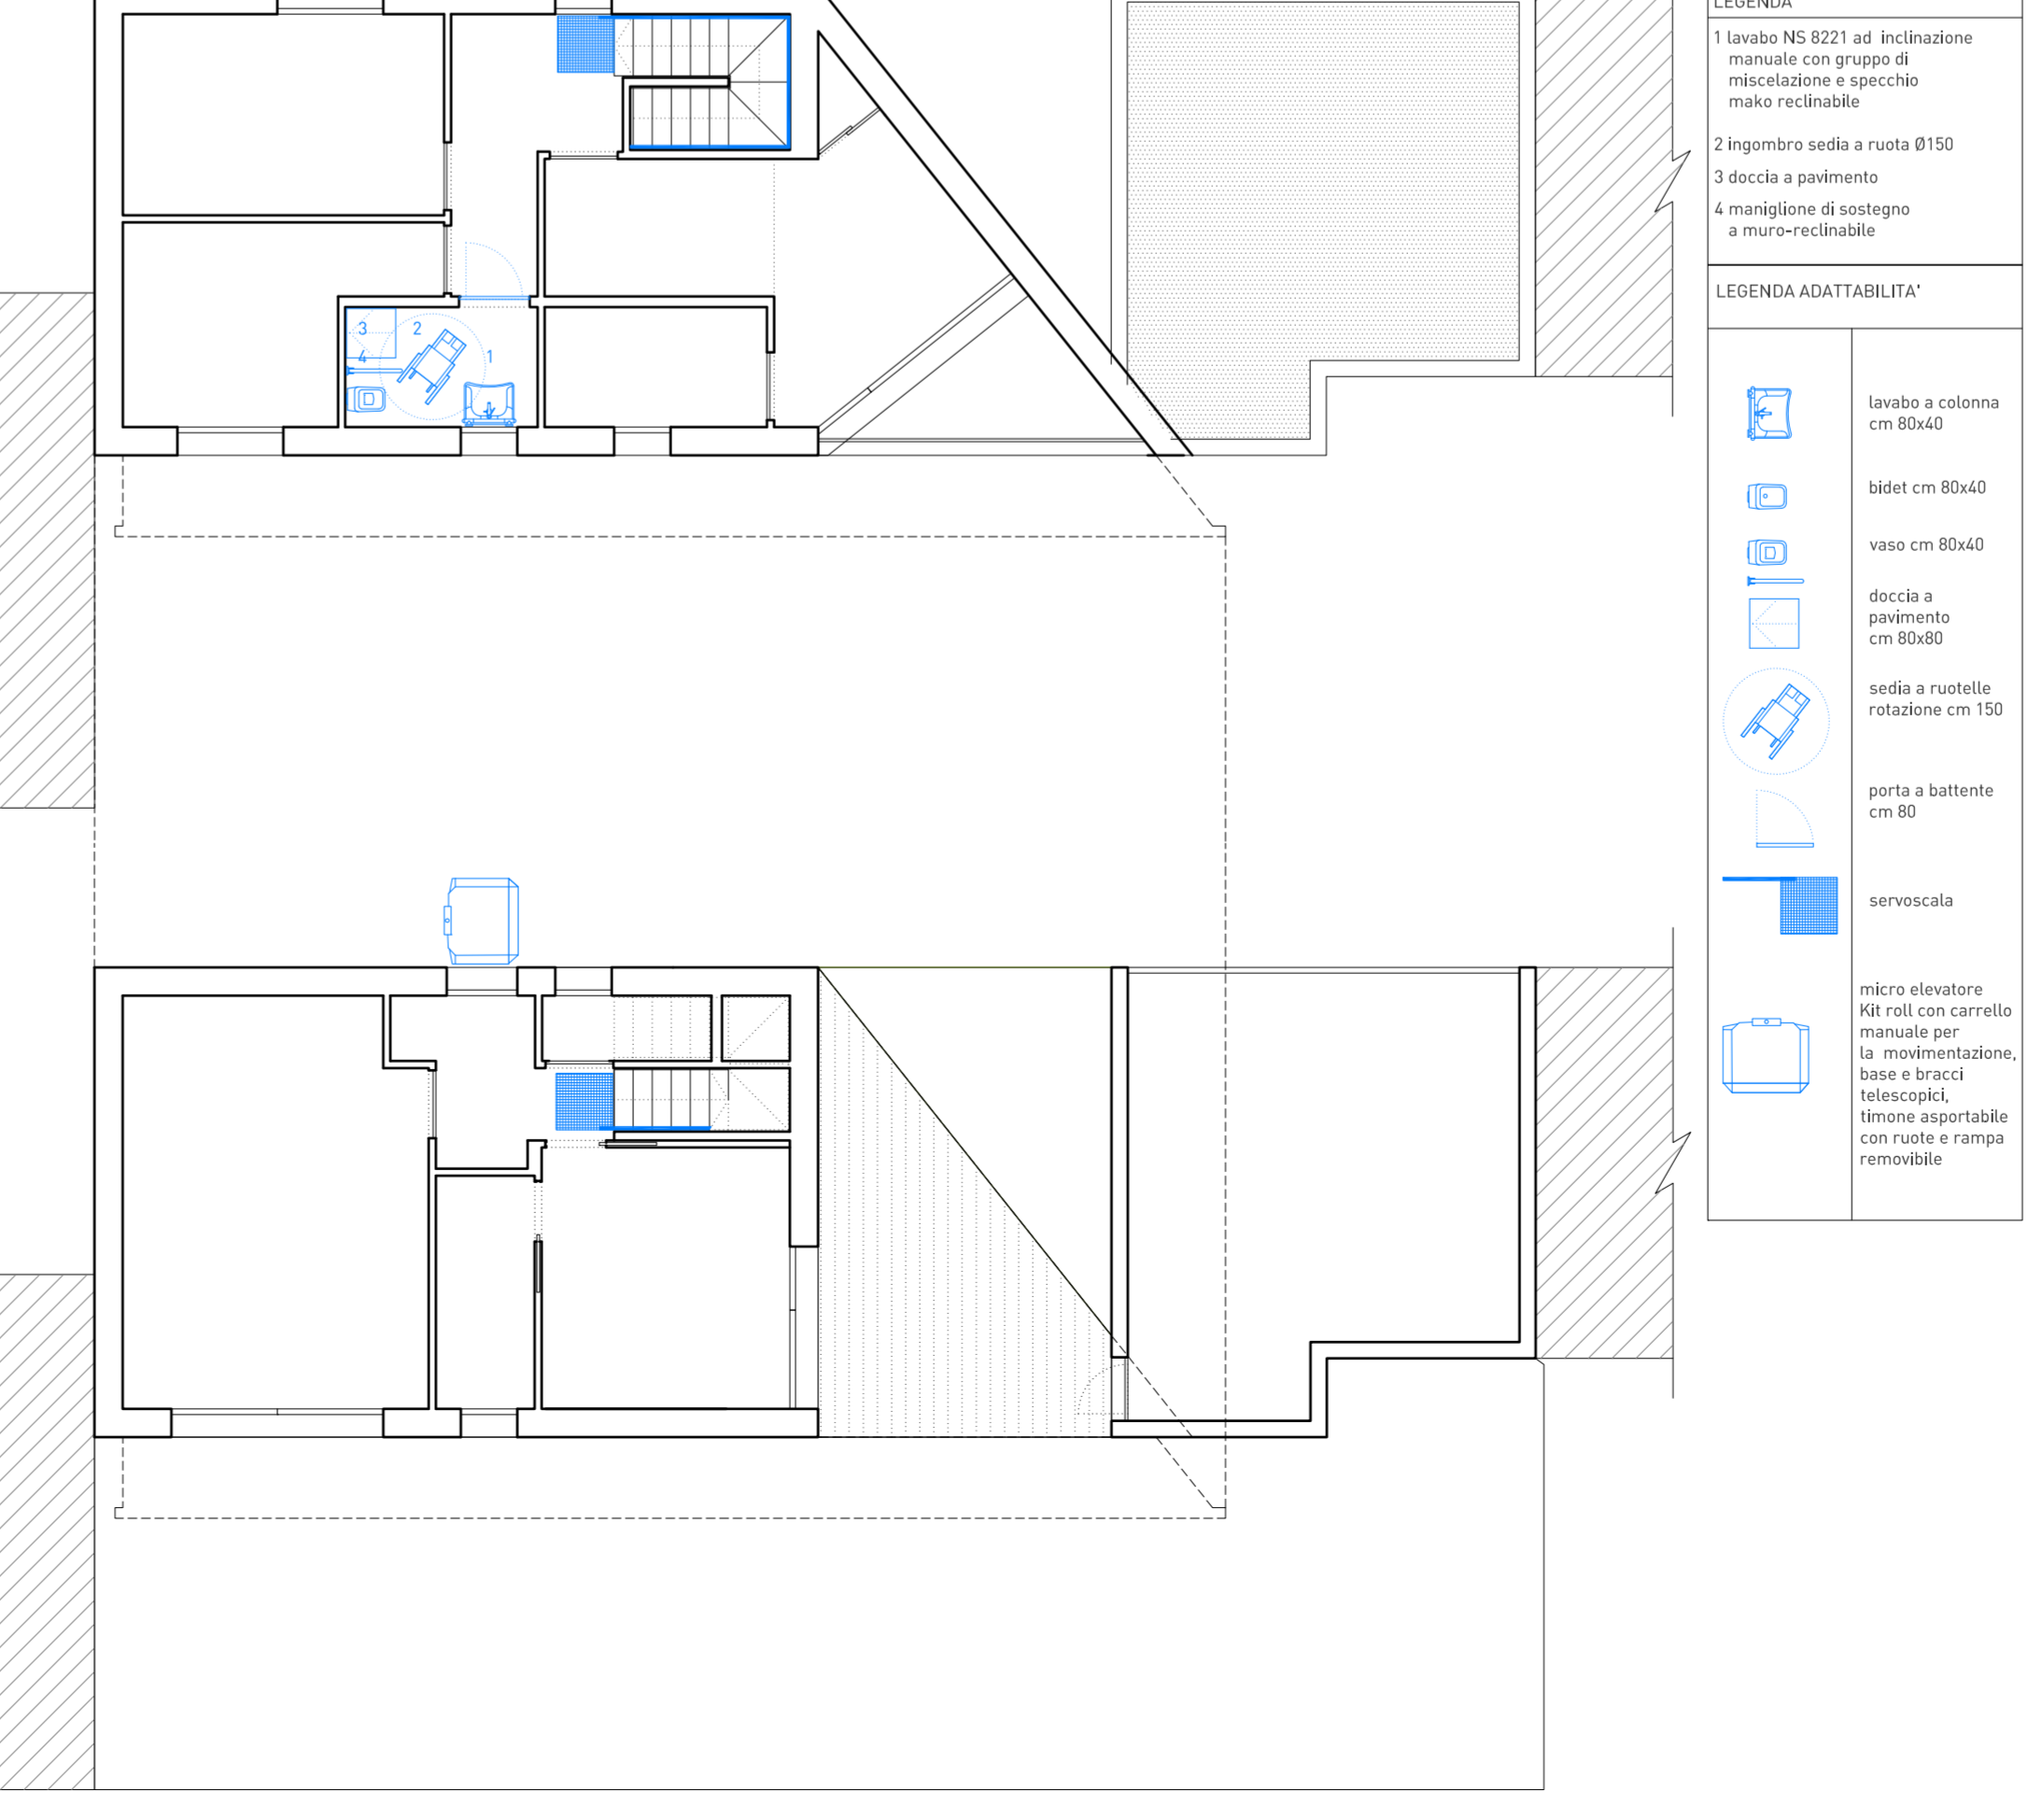 LEGENDA
1 lavabo NS 8221 ad inclinazione
manuale con gruppo di
miscelazione e specchio
mako reclinabile
2 ingombro sedia a ruota Ø150
3 doccia a pavimento
4 maniglione di sostegno
a muro-reclinabile
LEGENDA ADATTABILITA'
lavabo a colonna
cm 80x40
bidet cm 80x40
vaso cm 80x40
doccia a
pavimento
cm 80x80
sedia a ruotelle
rotazione cm 150
porta a battente
cm 80
servoscala
micro elevatore
Kit roll con carrello
manuale per
la movimentazione,
base e bracci
telescopici,
timone asportabile
con ruote e rampa
removibile
3
2
4
1